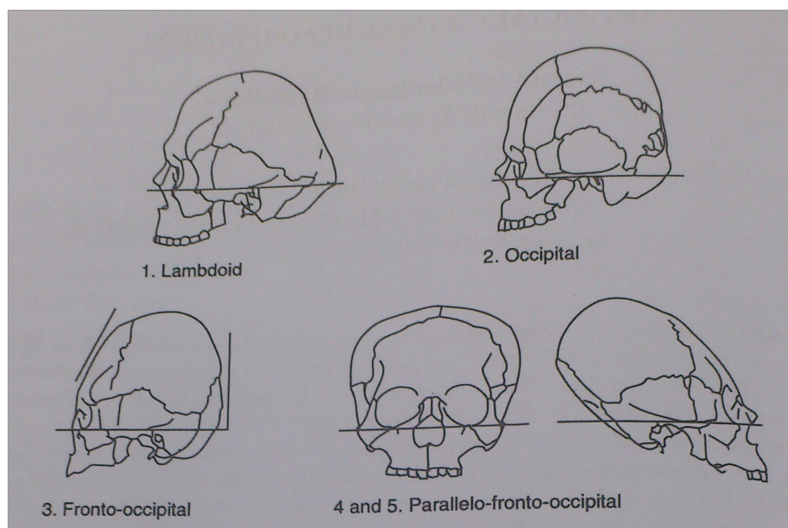 1. Lambdoid
2. Occipital
3. Fronto-occipital
4 and 5. Parallelo-fronto-occipital